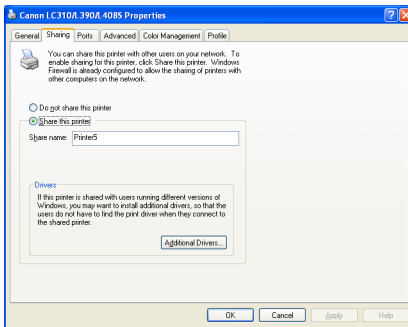 Canon LC310/L390/L408S Properties
General Sharing Ports Advanced Color Management Profile
You can share this printer with other users on your network. To
enable sharing for this printer, click Share this printer. Windows
Firewall is already configured to allow the sharing of printers with
other computers on the network.
Do not share this printer
Share this printer
Share name: Printer5
Drivers
If this printer is shared with users running different versions of
Windows, you may want to install additional drivers, so that the
users do not have to find the print driver when they connect to
the shared printer.
Additional Drivers...
OK Cancel Apply Help